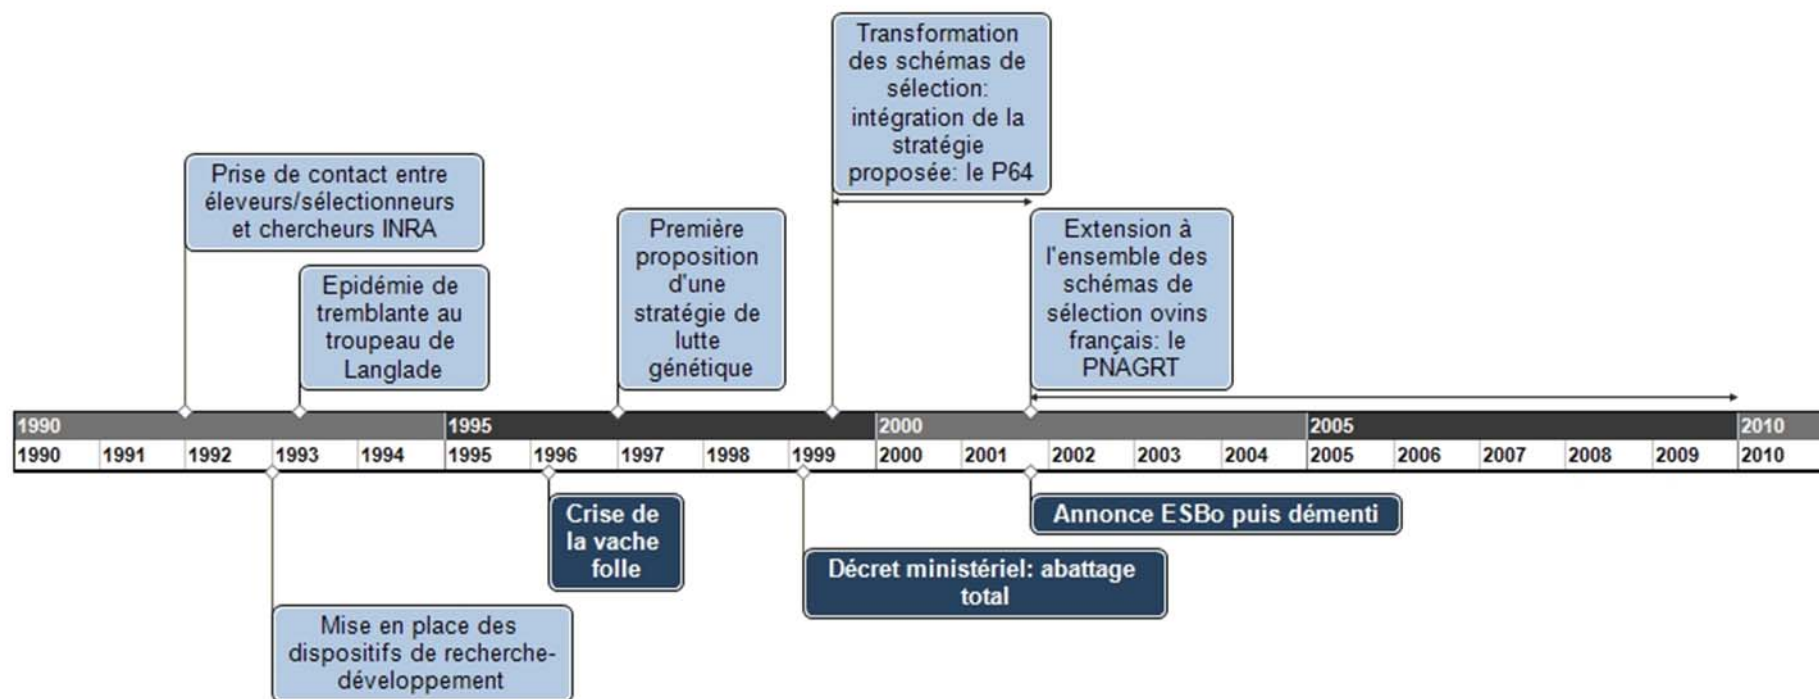 Transformation
des schémas de
sélection:
intégration de la
stratégie
proposée: le P64
Prise de contact entre
éleveurs/sélectionneurs
et chercheurs INRA
Première
proposition
d'une
stratégie de
lutte
génétique
Extension à
l'ensemble des
schémas de
sélection ovins
français: le
PNAGRT
Epidémie de
tremblante au
troupeau de
Langlade
1990 1995 2000 2005 2010
1990 1991 1992 1993 1994 1995 1996 1997 1998 1999 2000 2001 2002 2003 2004 2005 2006 2007 2008 2009 2010
Crise de
la vache
folle
Annonce ESBo puis démenti
Décret ministériel: abattage
total
Mise en place des
dispositifs de recherche-
développement